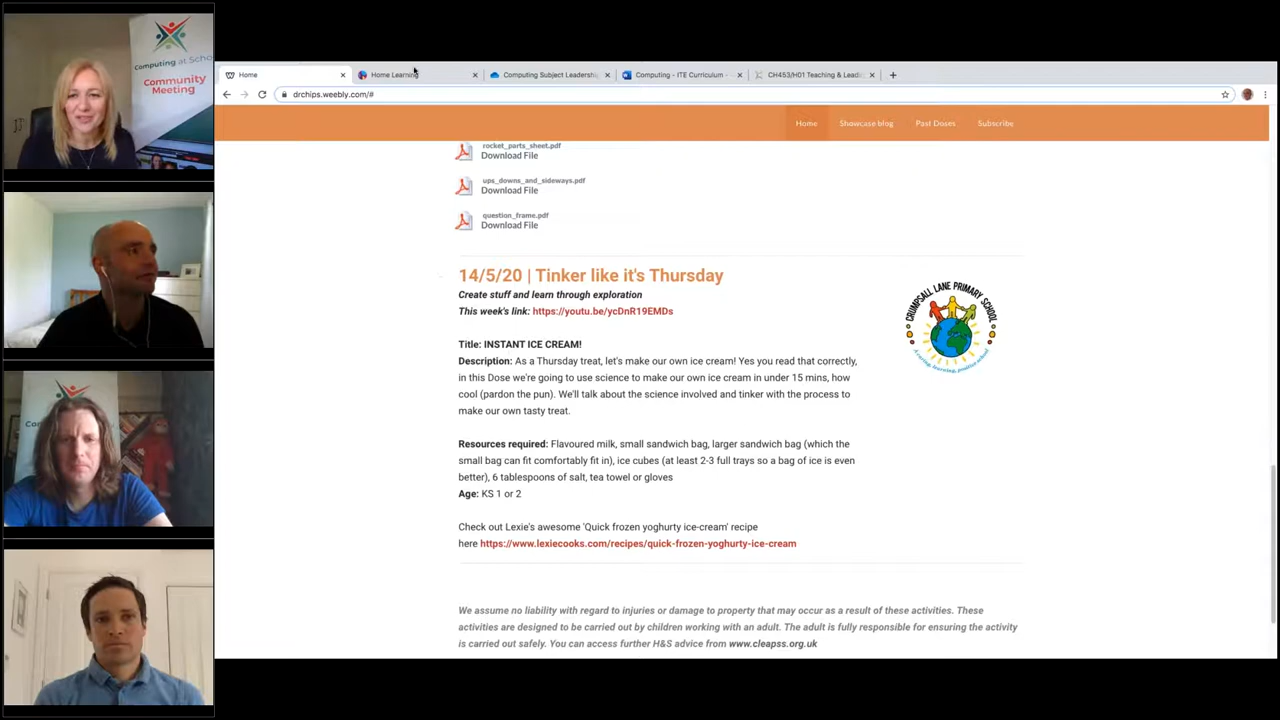 Computing at Scho
Community
Meeting
Home
Home Learning
Computing Subject Leadership
Computing - ITE Curriculum -
CH453/H01 Teaching & Lead
drchips.weebly.com/#
Home
Showcase blog
Past Doses
Subscribe
rocket_parts_sheet.pdf
Download File
ups_downs_and_sideways.pdf
Download File
question_frame.pdf
Download File
14/5/20 | Tinker like it's Thursday
Create stuff and learn through exploration
This week's link: https://youtu.be/ycDnR19EMDs
Title: INSTANT ICE CREAM!
Description: As a Thursday treat, let's make our own ice cream! Yes you read that correctly,
in this Dose we're going to use science to make our own ice cream in under 15 mins, how
cool (pardon the pun). We'll talk about the science involved and tinker with the process to
make our own tasty treat.
Resources required: Flavoured milk, small sandwich bag, larger sandwich bag (which the
small bag can fit comfortably fit in), ice cubes (at least 2-3 full trays so a bag of ice is even
better), 6 tablespoons of salt, tea towel or gloves
Age: KS 1 or 2
Check out Lexie's awesome 'Quick frozen yoghurty ice-cream' recipe
here https://www.lexiecooks.com/recipes/quick-frozen-yoghurty-ice-cream
CRUMPSALL LANE PRIMARY SCHOOL
A caring, learning, positive school
We assume no liability with regard to injuries or damage to property that may occur as a result of these activities. These
activities are designed to be carried out by children working with an adult. The adult is fully responsible for ensuring the activity
is carried out safely. You can access further H&S advice from www.cleapss.org.uk